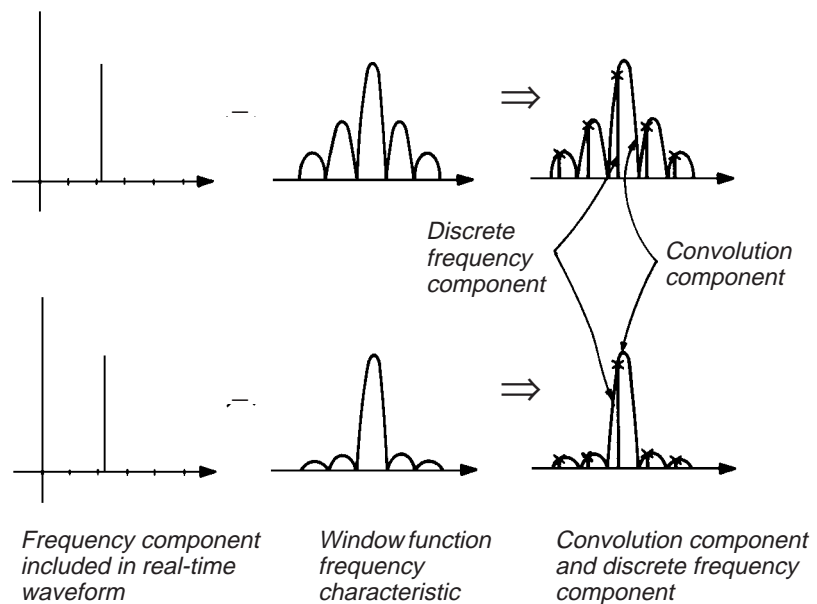 Discrete
frequency
component
Convolution
component
Frequency component
included in real-time
waveform
Window function
frequency
characteristic
Convolution component
and discrete frequency
component